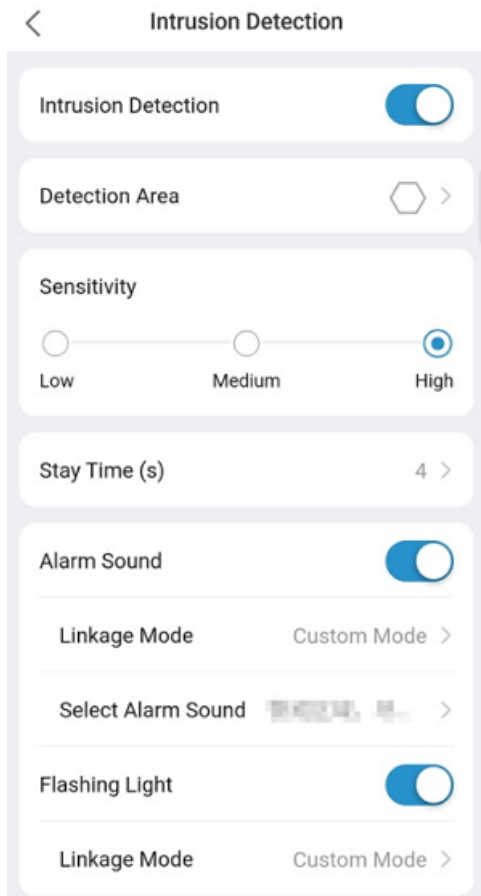 Intrusion Detection
Intrusion Detection
Detection Area
Sensitivity
Low Medium High
Stay Time (s) 4
Alarm Sound
Linkage Mode Custom Mode
Select Alarm Sound
Flashing Light
Linkage Mode Custom Mode